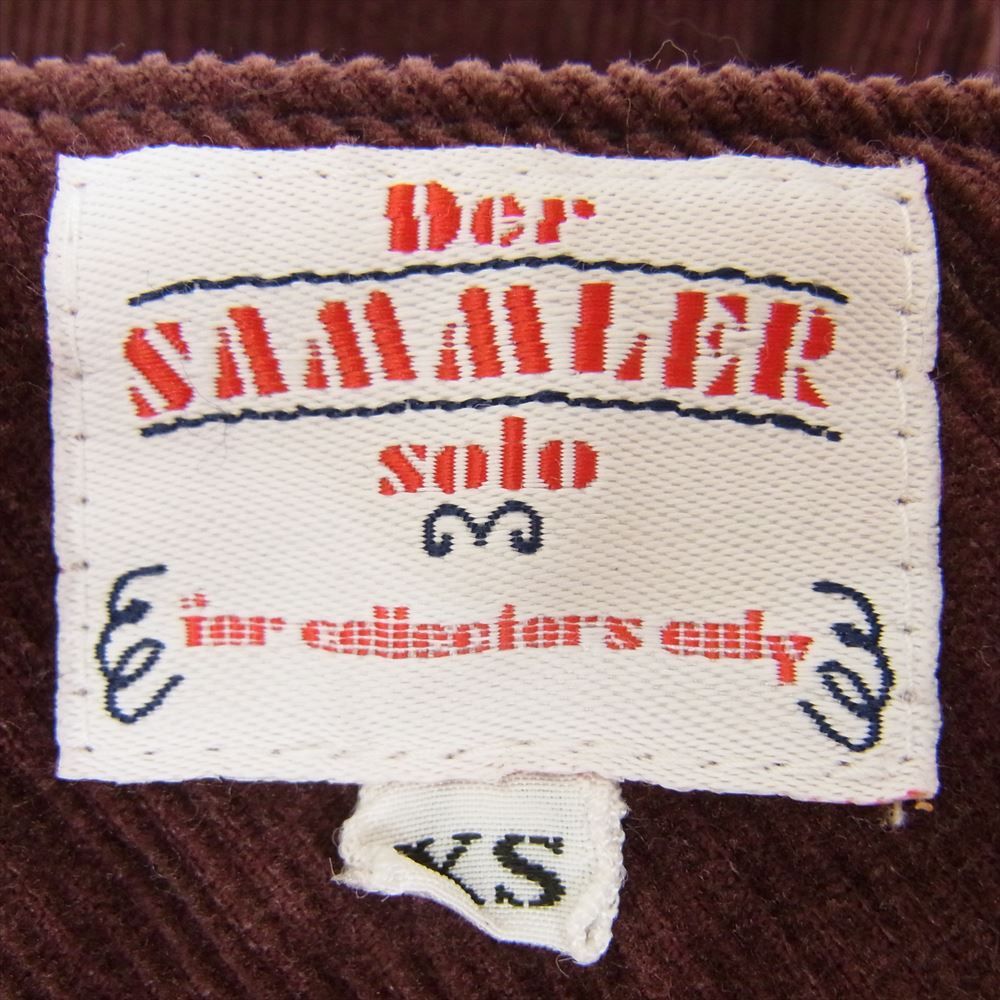 Der
SAMMLER
solo
for collectors only
XS